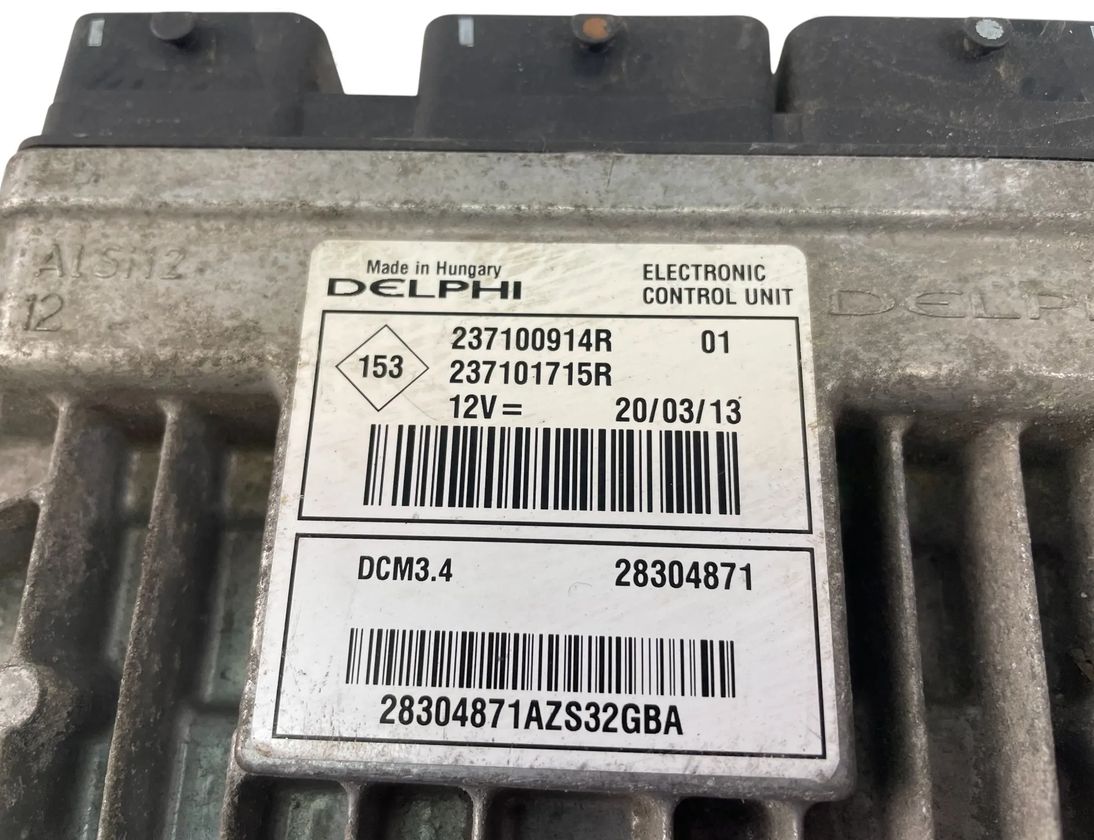 AlSi12
12
Made in Hungary
DELPHI
ELECTRONIC
CONTROL UNIT
DELPHI
153
237100914R 01
237101715R
12V= 20/03/13
DCM3.4 28304871
28304871AZS32GBA